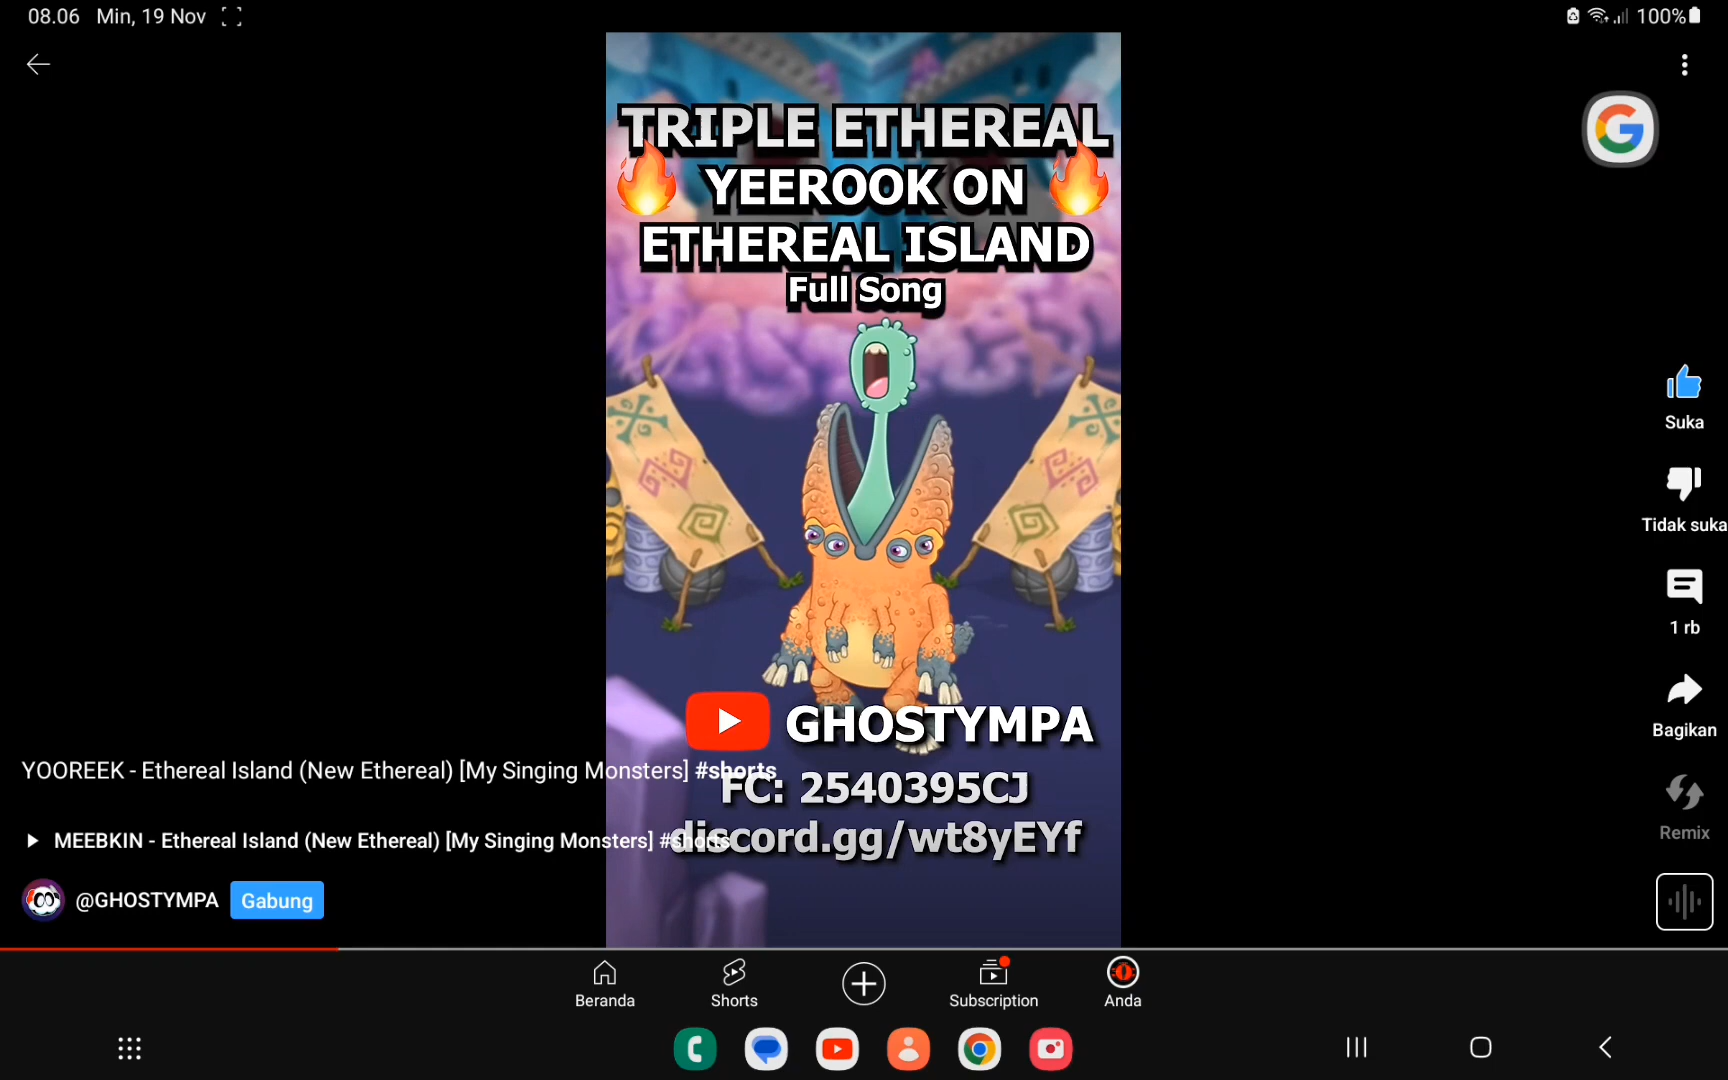 08.06 Min, 19 Nov
100%
TRIPLE ETHEREAL
YEEROOK ON
ETHEREAL ISLAND
Full Song
Suka
Tidak suka
1 rb
Bagikan
Remix
GHOSTYMPA
FC: 2540395CJ
discord.gg/wt8yEYf
YOOREEK - Ethereal Island (New Ethereal) [My Singing Monsters] #shorts
MEEBKIN - Ethereal Island (New Ethereal) [My Singing Monsters] #shorts
@GHOSTYMPA Gabung
Beranda
Shorts
Subscription
Anda